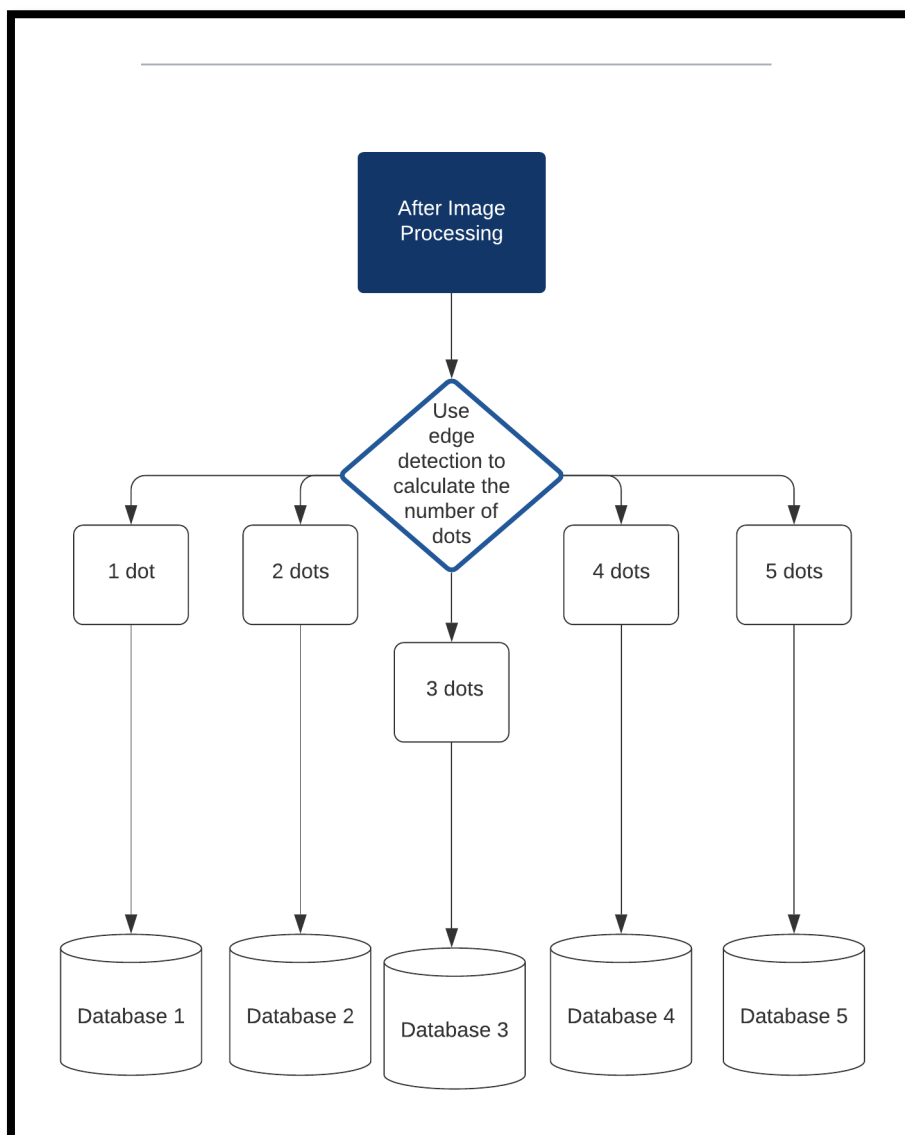 After Image
Processing
Use
edge
detection to
calculate the
number of
dots
1 dot
2 dots
4 dots
5 dots
3 dots
Database 1
Database 2
Database 3
Database 4
Database 5